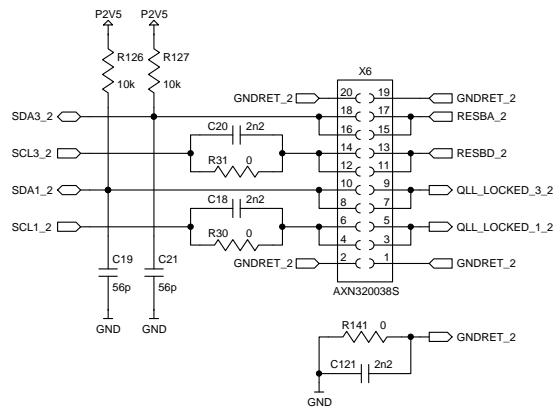 P2V5 P2V5
R126 R127
10k 10k
X6
GNDRET_2 20 19 GNDRET_2
SDA3_2 18 17 RESBA_2
C20 2n2 16 15
SCL3_2 14 13 RESBD_2
R31 0 12 11
SDA1_2 10 9 QLL_LOCKED_3_2
C18 2n2 8 7
SCL1_2 6 5 QLL_LOCKED_1_2
R30 0 4 3
C19 C21 GNDRET_2 2 1 GNDRET_2
56p 56p AXN320038S
GND GND
R141 0 GNDRET_2
C121 2n2
GND